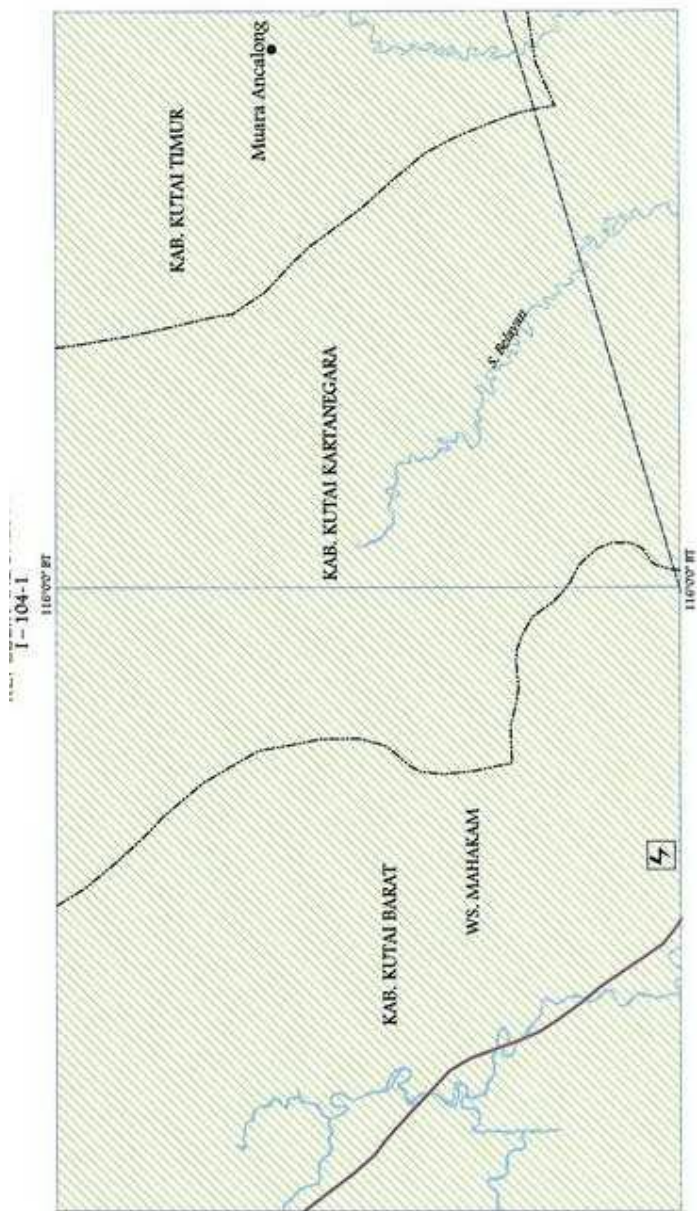 I – 104-1
116°0'0" BT
KAB. KUTAI BARAT
WS. MAHAKAM
KAB. KUTAI KARTANEGARA
S. Belayan
KAB. KUTAI TIMUR
Muara Ancalong
116°0'0" BT